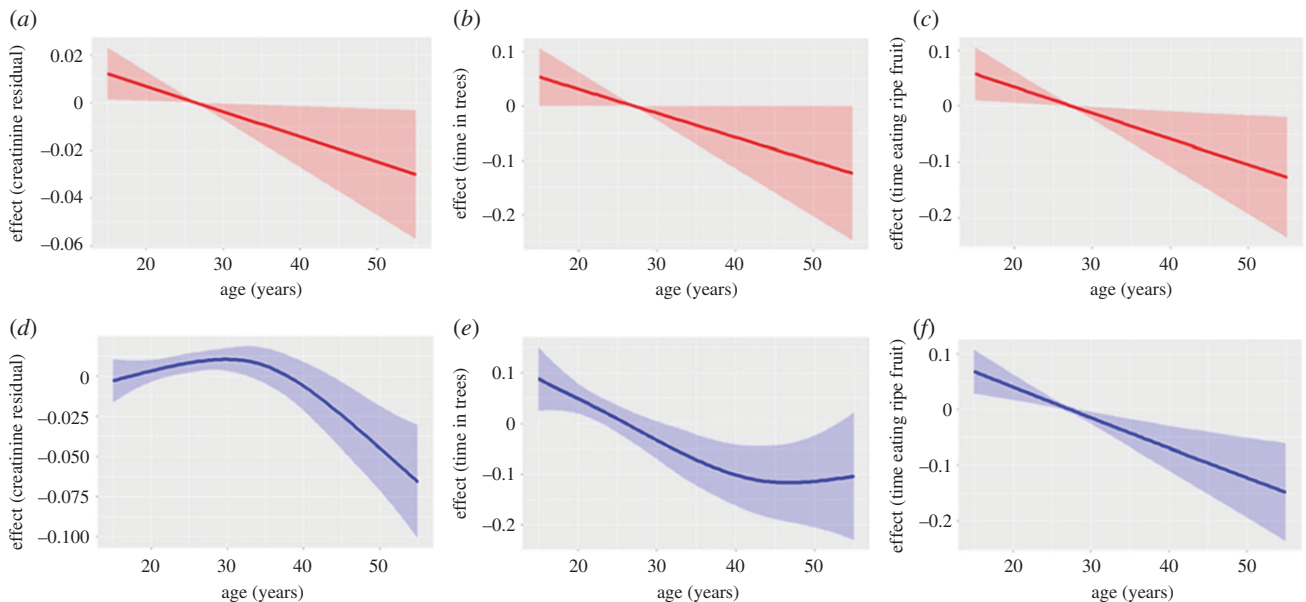 (a)
effect (creatinine residual)
0.02
0
–0.02
–0.04
–0.06
20 30 40 50
age (years)
(b)
effect (time in trees)
0.1
0
–0.1
–0.2
20 30 40 50
age (years)
(c)
effect (time eating ripe fruit)
0.1
0
–0.1
–0.2
20 30 40 50
age (years)
(d)
effect (creatinine residual)
0
–0.025
–0.050
–0.075
–0.100
20 30 40 50
age (years)
(e)
effect (time in trees)
0.1
0
–0.1
–0.2
20 30 40 50
age (years)
(f)
effect (time eating ripe fruit)
0.1
0
–0.1
–0.2
20 30 40 50
age (years)